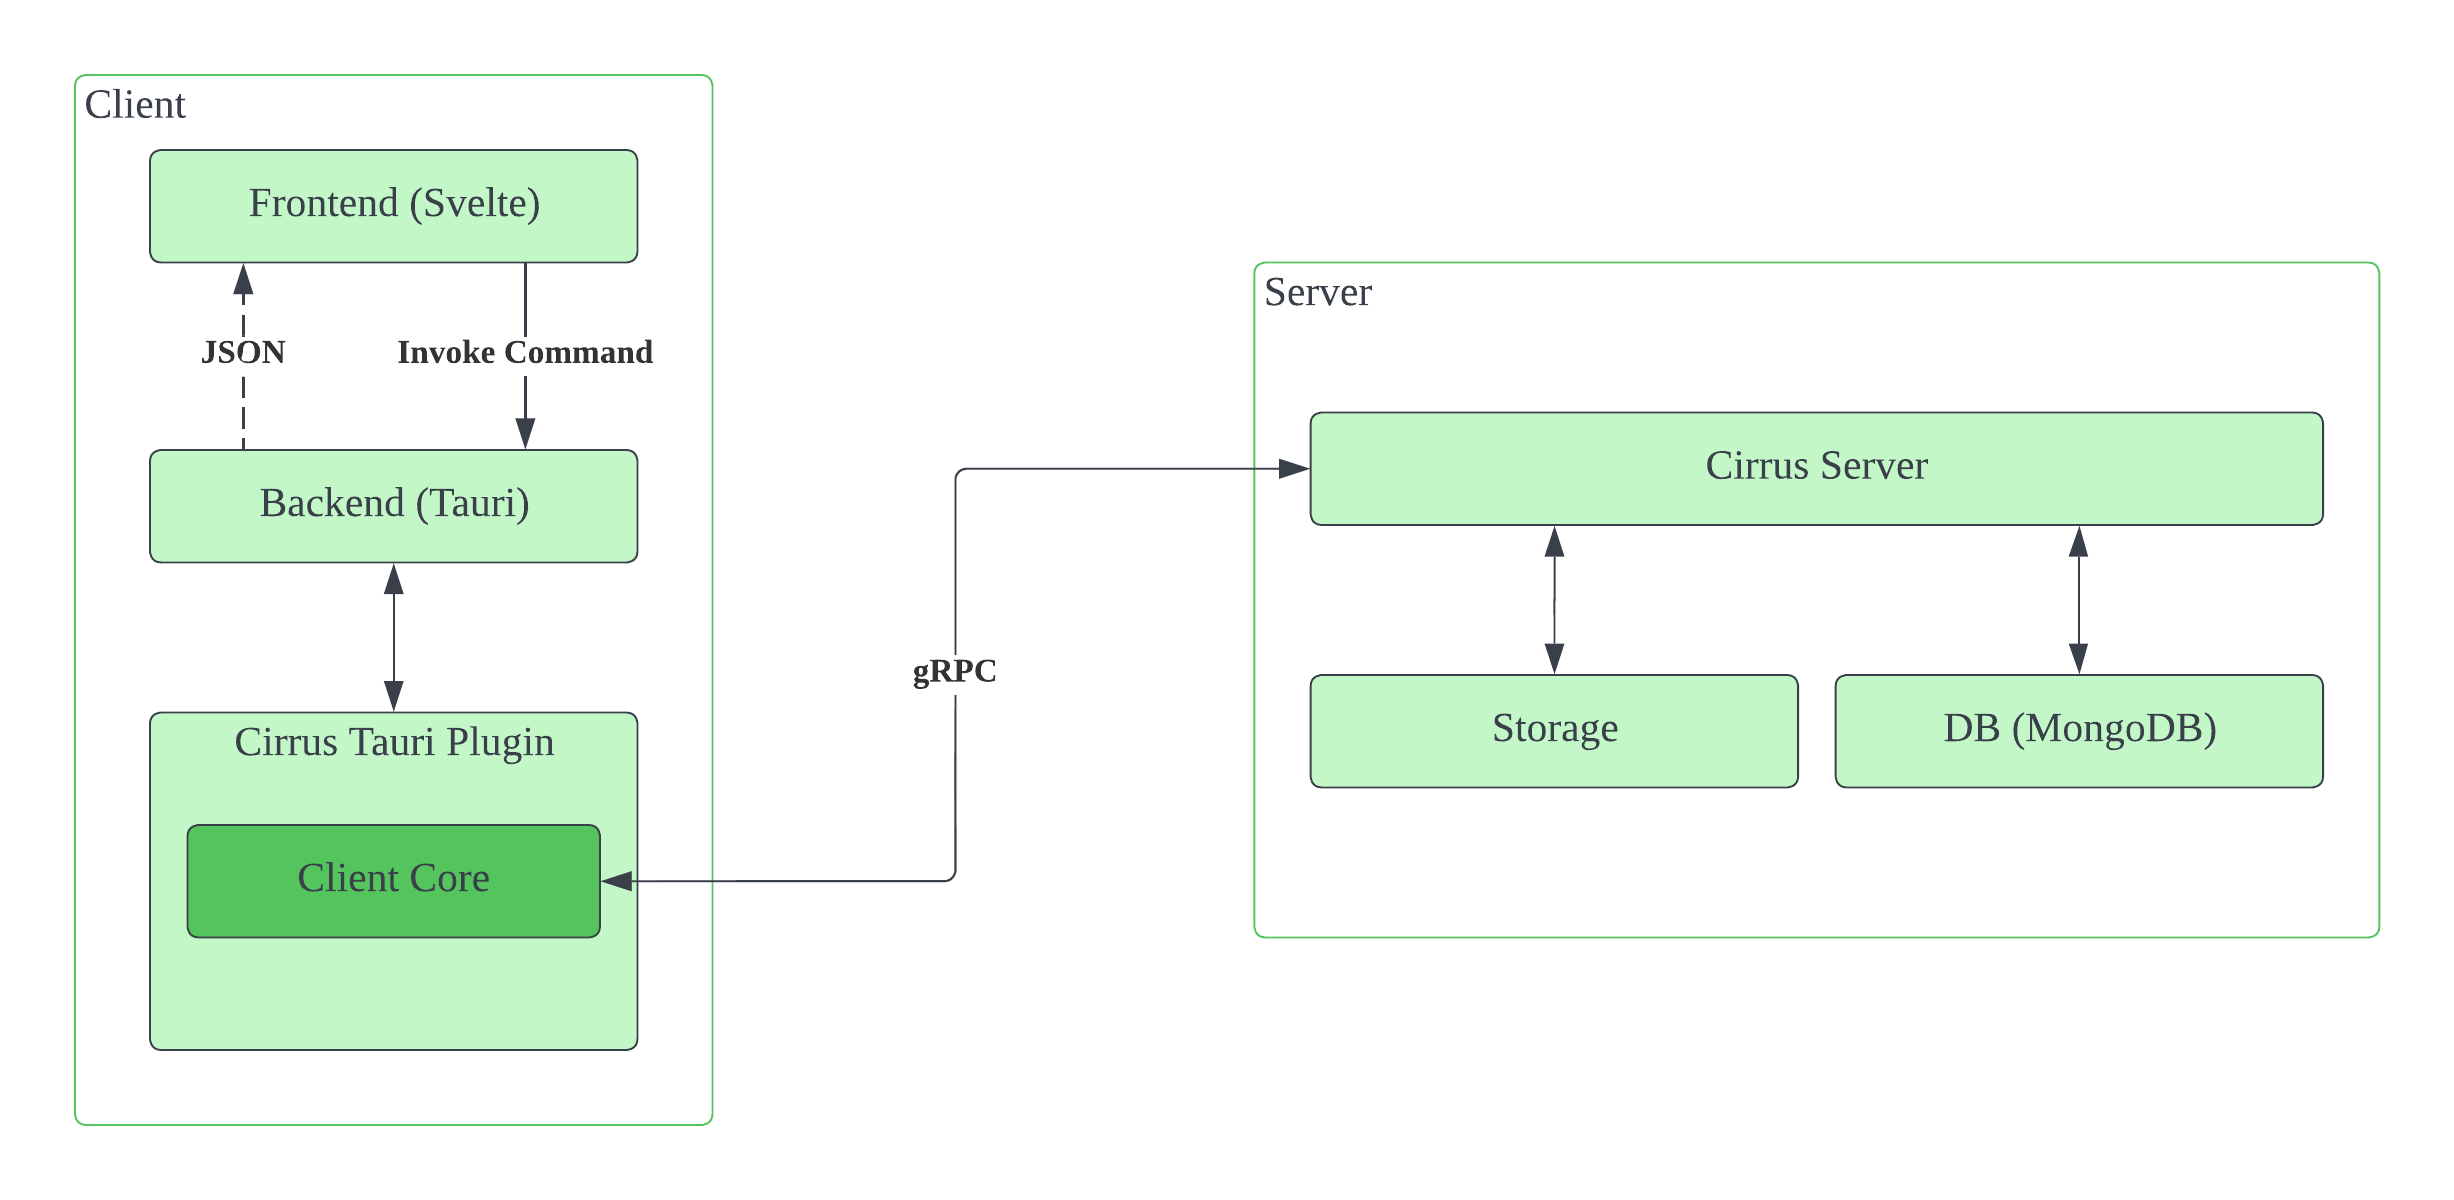 Client
Frontend (Svelte)
JSON
Invoke Command
Backend (Tauri)
Cirrus Tauri Plugin
Client Core
gRPC
Server
Cirrus Server
Storage
DB (MongoDB)